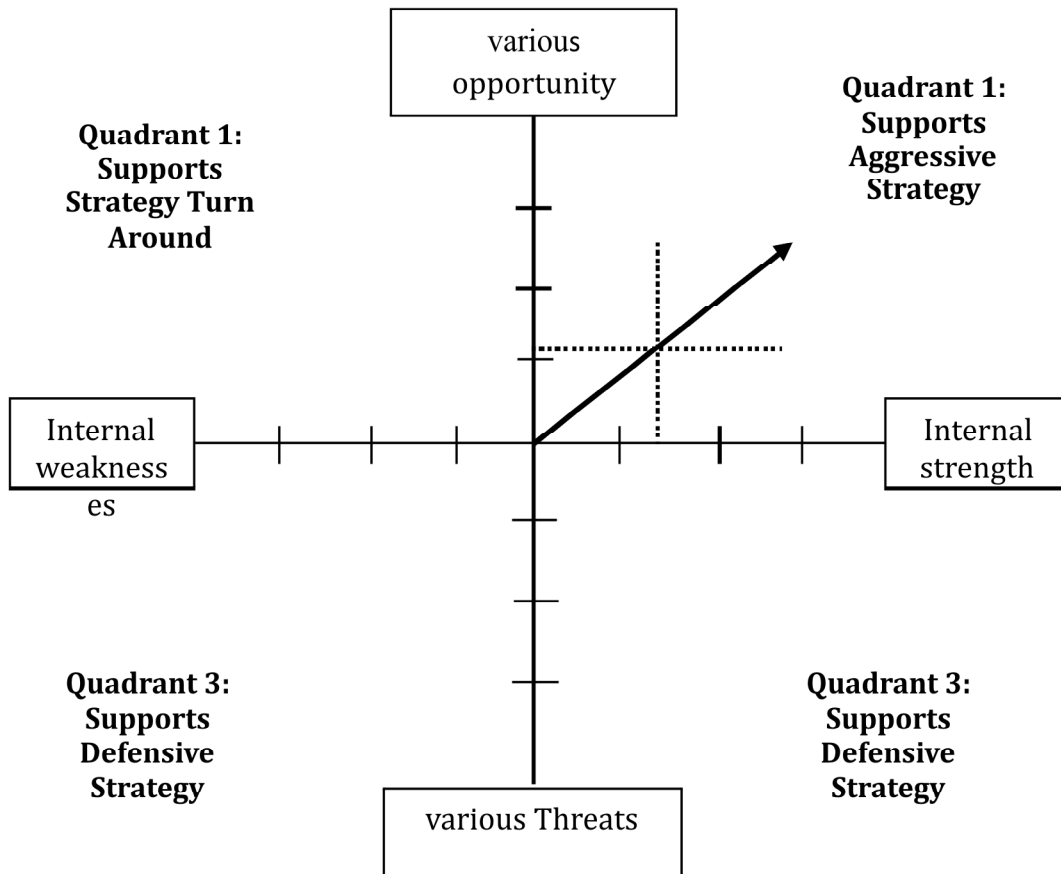 various
opportunity
Quadrant 1:
Supports
Strategy Turn
Around
Quadrant 1:
Supports
Aggressive
Strategy
Internal
weakness
es
Internal
strength
Quadrant 3:
Supports
Defensive
Strategy
Quadrant 3:
Supports
Defensive
Strategy
various Threats